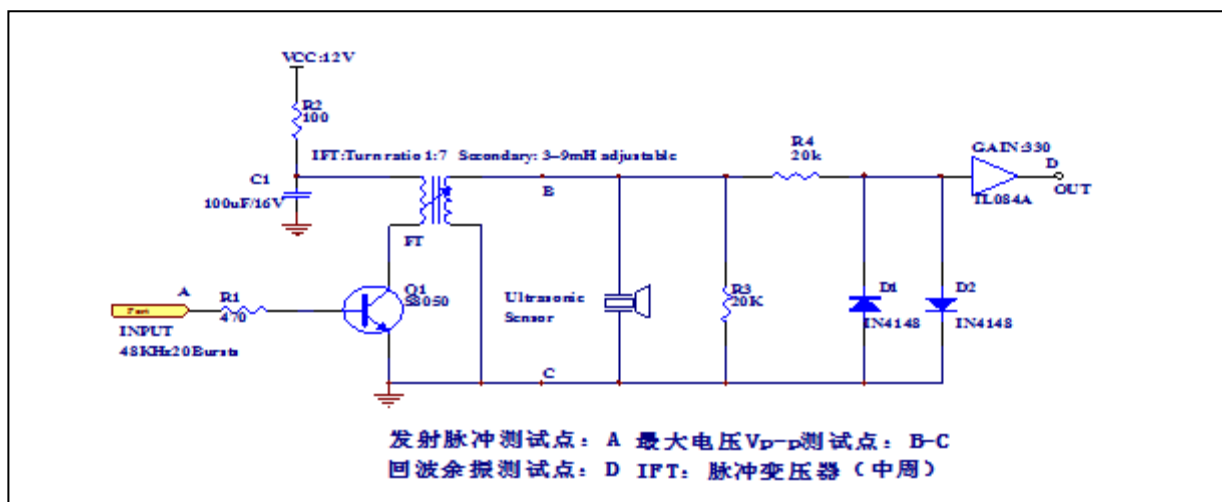 VCC:12V
R2
100
IFT:Turn ratio 1:7 Secondary: 3-9mH adjustable
C1
100uF/16V
FT
B
R4
20k
GAIN:330
D
OUT
TL084A
A
R1
470
Q1
S8050
Port
INPUT
48KHz20Bursts
Ultrasonic
Sensor
R3
20K
D1
IN4148
D2
IN4148
C
发射脉冲测试点：A 最大电压Vp-p测试点：B-C
回波余振测试点：D IFT：脉冲变压器（中周）